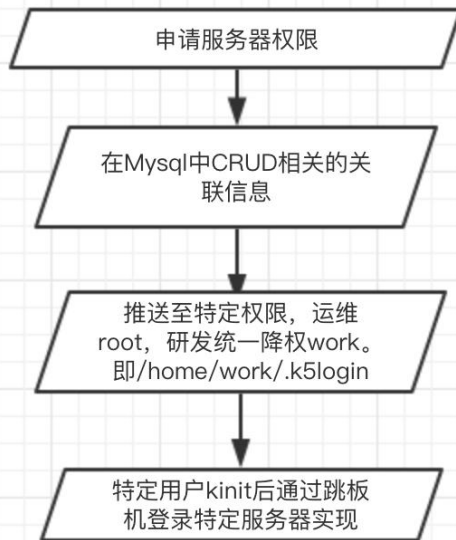 申请服务器权限
在Mysql中CRUD相关的关
联信息
推送至特定权限，运维
root，研发统一降权work。
即/home/work/.k5login
特定用户kinit后通过跳板
机登录特定服务器实现